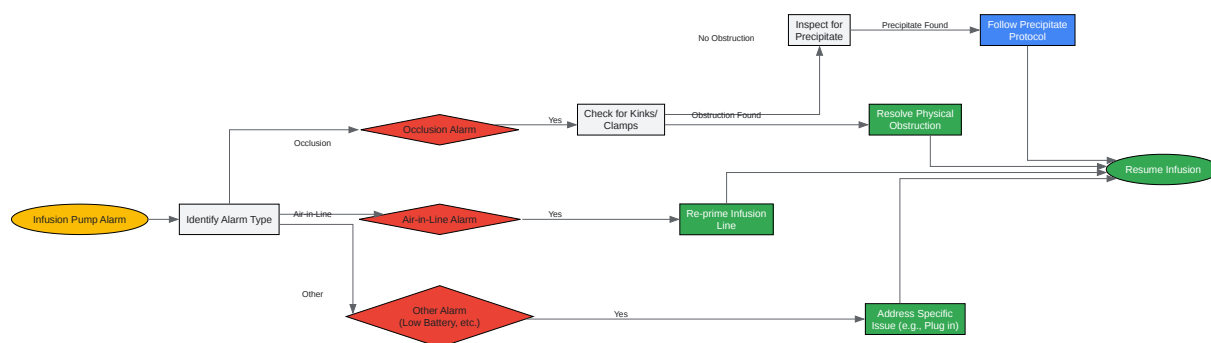 Inspect for
Precipitate
Precipitate Found
Follow Precipitate
Protocol
No Obstruction
Occlusion Alarm
Yes
Check for Kinks/
Clamps
Obstruction Found
Resolve Physical
Obstruction
Occlusion
Resume Infusion
Infusion Pump Alarm
Identify Alarm Type
Air-in-Line
Air-in-Line Alarm
Yes
Re-prime Infusion
Line
Other
Other Alarm
(Low Battery, etc.)
Yes
Address Specific
Issue (e.g., Plug in)